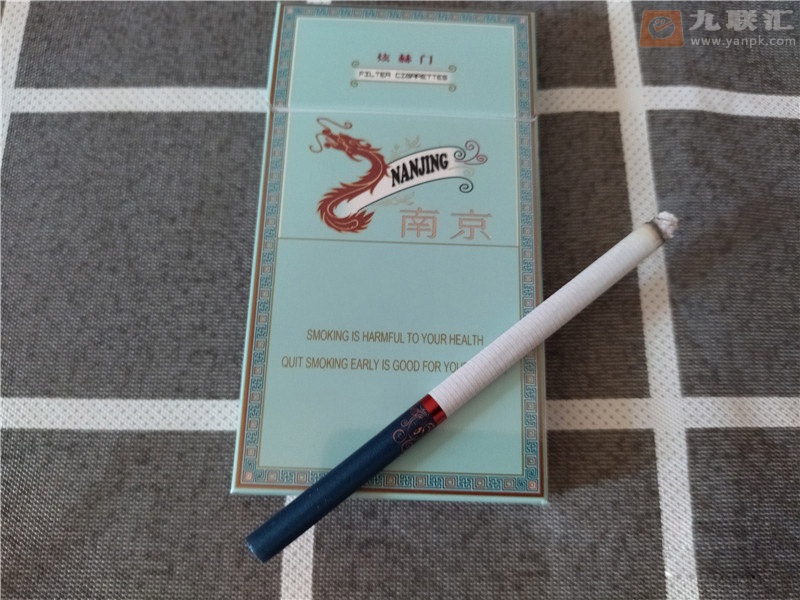 九联汇
www.yanpk.com
炫赫门
FILTER CIGARETTES
NANJING
南京
SMOKING IS HARMFUL TO YOUR HEALTH
QUIT SMOKING EARLY IS GOOD FOR YOU